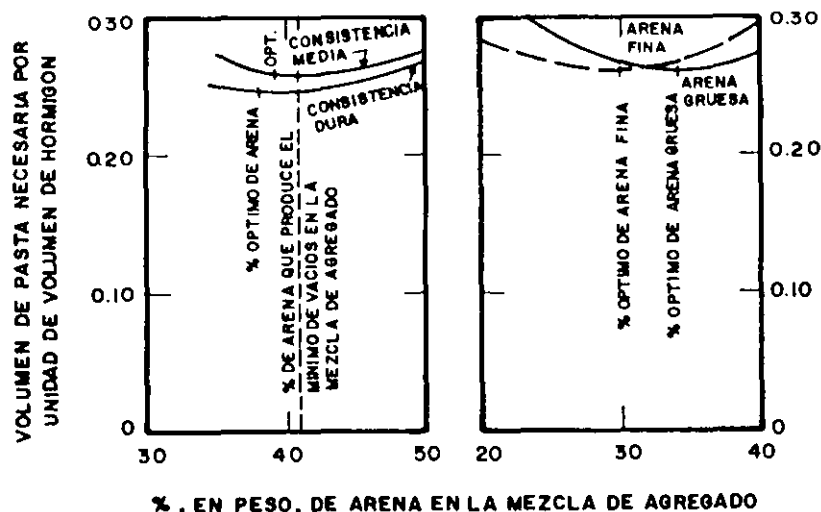 VOLUMEN DE PASTA NECESARIA POR
UNIDAD DE VOLUMEN DE HORMIGON
0.30
0.20
0.10
0
30
40
50
OPT.
CONSISTENCIA
MEDIA
CONSISTENCIA
DURA
% OPTIMO DE ARENA
% DE ARENA QUE PRODUCE EL
MINIMO DE VACIOS EN LA
MEZCLA DE AGREGADO
ARENA
FINA
ARENA
GRUESA
% OPTIMO DE ARENA FINA
% OPTIMO DE ARENA GRUESA
0.30
0.20
0.10
0
20
30
40
%. EN PESO. DE ARENA EN LA MEZCLA DE AGREGADO